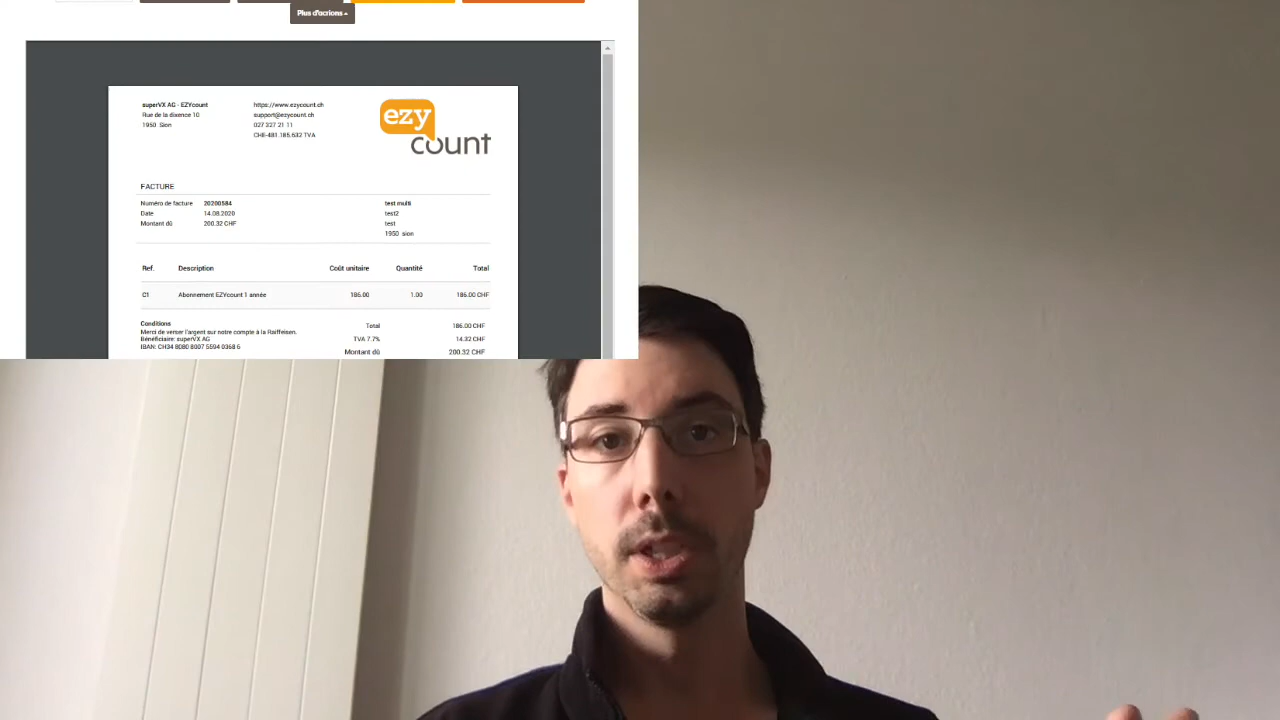 Plus d'acrions
superVX AG - EZYcount
Rue de la dixence 10
1950 Sion
https://www.ezycount.ch
support@ezycount.ch
027 327 21 11
CHE-481.185.632 TVA
ezy
count
FACTURE
Numéro de facture 20200584
Date 14.08.2020
Montant dû 200.32 CHF
test multi
test2
test
1950 sion
Ref. Description Coût unitaire Quantité Total
C1 Abonnement EZYcount 1 année 186.00 1.00 186.00 CHF
Conditions
Merci de verser l'argent sur notre compte à la Raiffeisen.
Bénéficiaire: superVX AG
IBAN: CH34 8080 8007 5594 0368 6
Total 186.00 CHF
TVA 7.7% 14.32 CHF
Montant dû 200.32 CHF